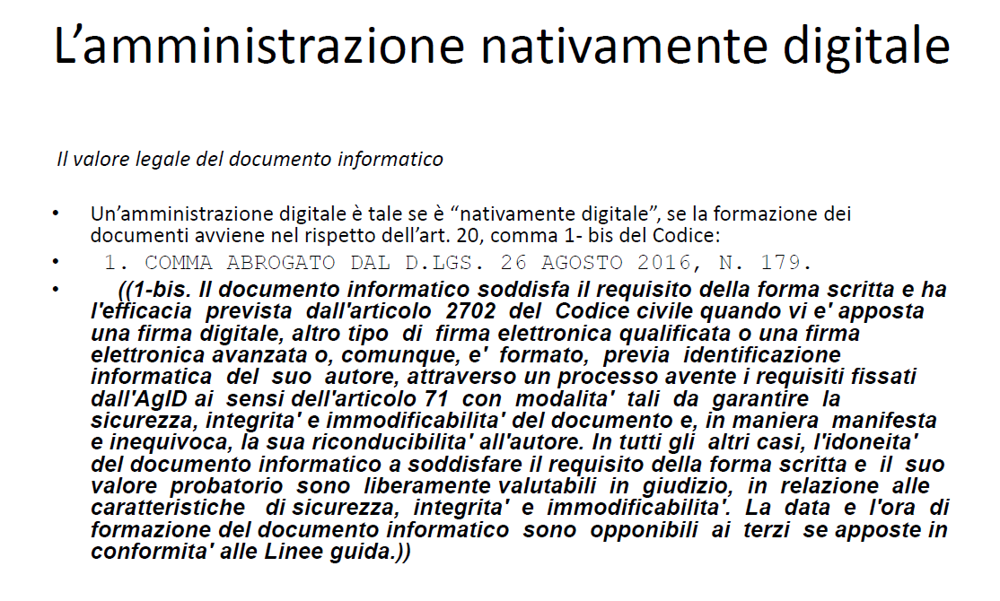 L’amministrazione nativamente digitale
Il valore legale del documento informatico
• Un’amministrazione digitale è tale se è “nativamente digitale”, se la formazione dei
documenti avviene nel rispetto dell’art. 20, comma 1- bis del Codice:
• 1. COMMA ABROGATO DAL D.LGS. 26 AGOSTO 2016, N. 179.
• ((1-bis. Il documento informatico soddisfa il requisito della forma scritta e ha
l'efficacia prevista dall'articolo 2702 del Codice civile quando vi e' apposta
una firma digitale, altro tipo di firma elettronica qualificata o una firma
elettronica avanzata o, comunque, e' formato, previa identificazione
informatica del suo autore, attraverso un processo avente i requisiti fissati
dall'AgID ai sensi dell'articolo 71 con modalita' tali da garantire la
sicurezza, integrita' e immodificabilita' del documento e, in maniera manifesta
e inequivoca, la sua riconducibilita' all'autore. In tutti gli altri casi, l'idoneita'
del documento informatico a soddisfare il requisito della forma scritta e il suo
valore probatorio sono liberamente valutabili in giudizio, in relazione alle
caratteristiche di sicurezza, integrita' e immodificabilita'. La data e l'ora di
formazione del documento informatico sono opponibili ai terzi se apposte in
conformita' alle Linee guida.))